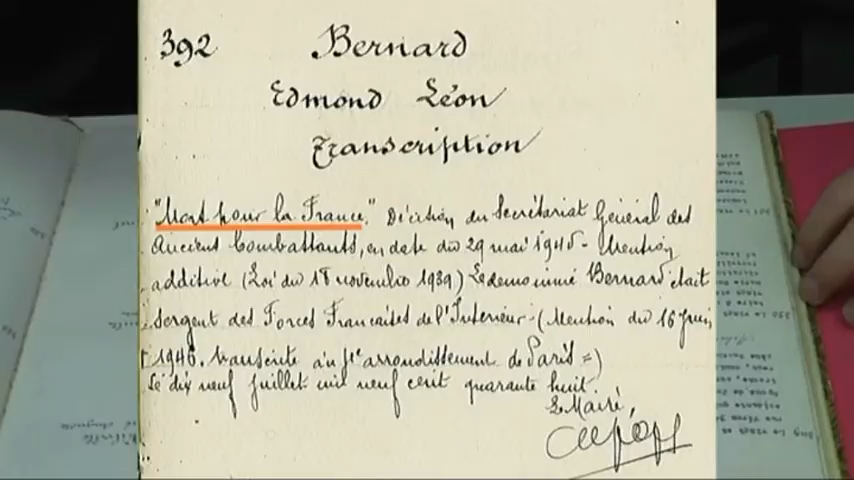 392 Bernard
Edmond Léon
Transcription
"Mort pour la France." Décision du Secrétariat Général des
Anciens Combattants, en date du 29 mai 1945 - Mention
additive (Loi du 18 novembre 1939) Le demommé Bernard était
sergent des Forces Françaises de l'Intérieur - (Mention du 16 juin
1946. transcrite au arrondissement de Paris =)
Le dix neuf juillet mil neuf cent quarante huit
Le Maire,